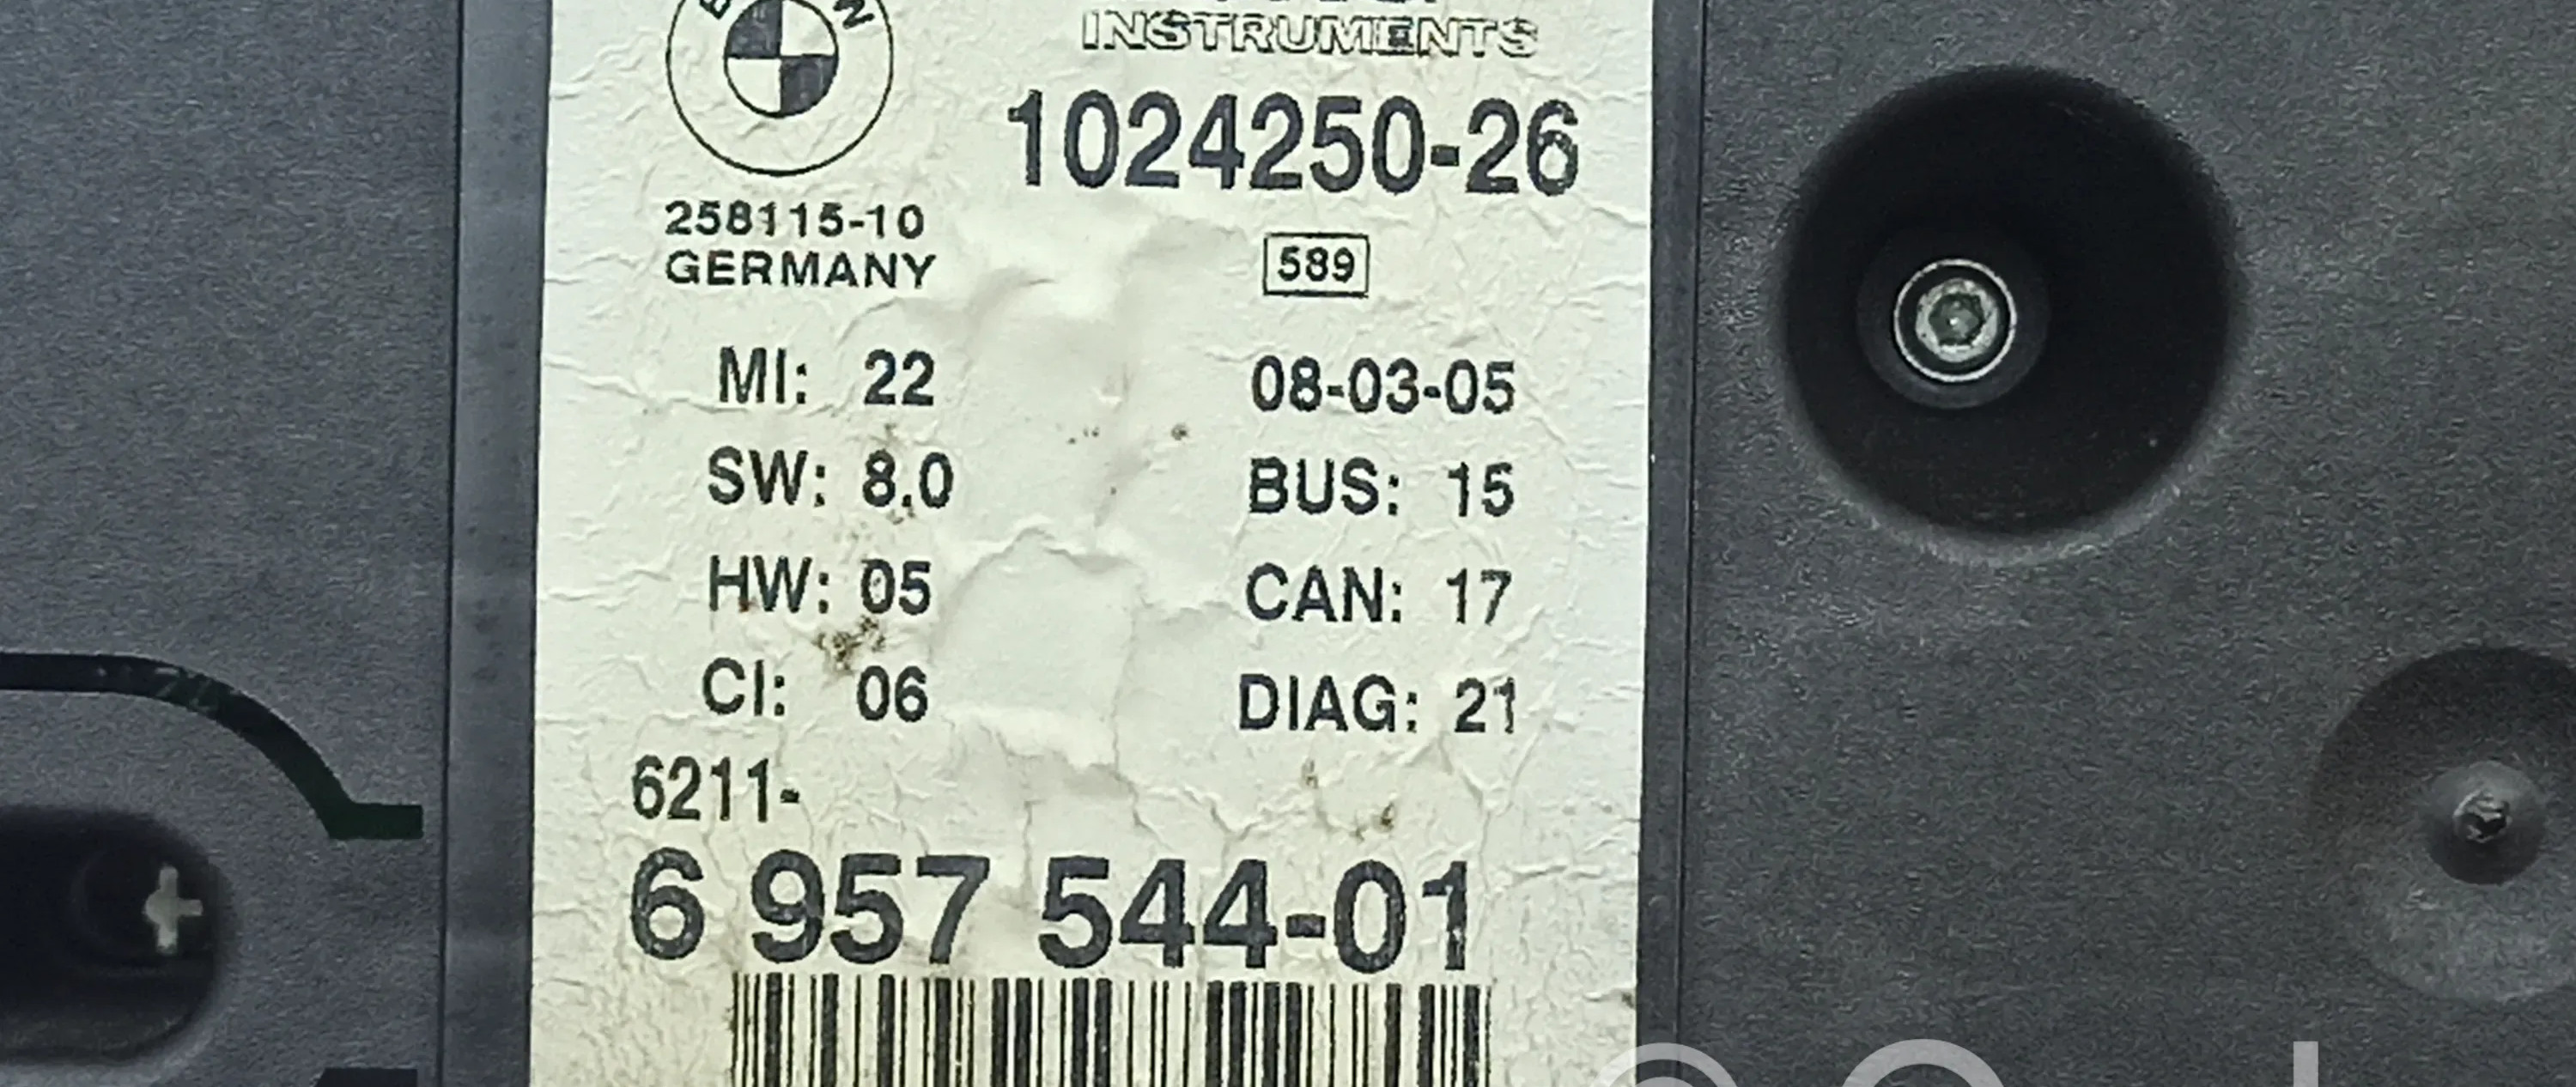 INSTRUMENTS
1024250-26
258115-10
GERMANY
589
MI: 22
08-03-05
SW: 8.0
BUS: 15
HW: 05
CAN: 17
CI: 06
DIAG: 21
6211-
6 957 544-01